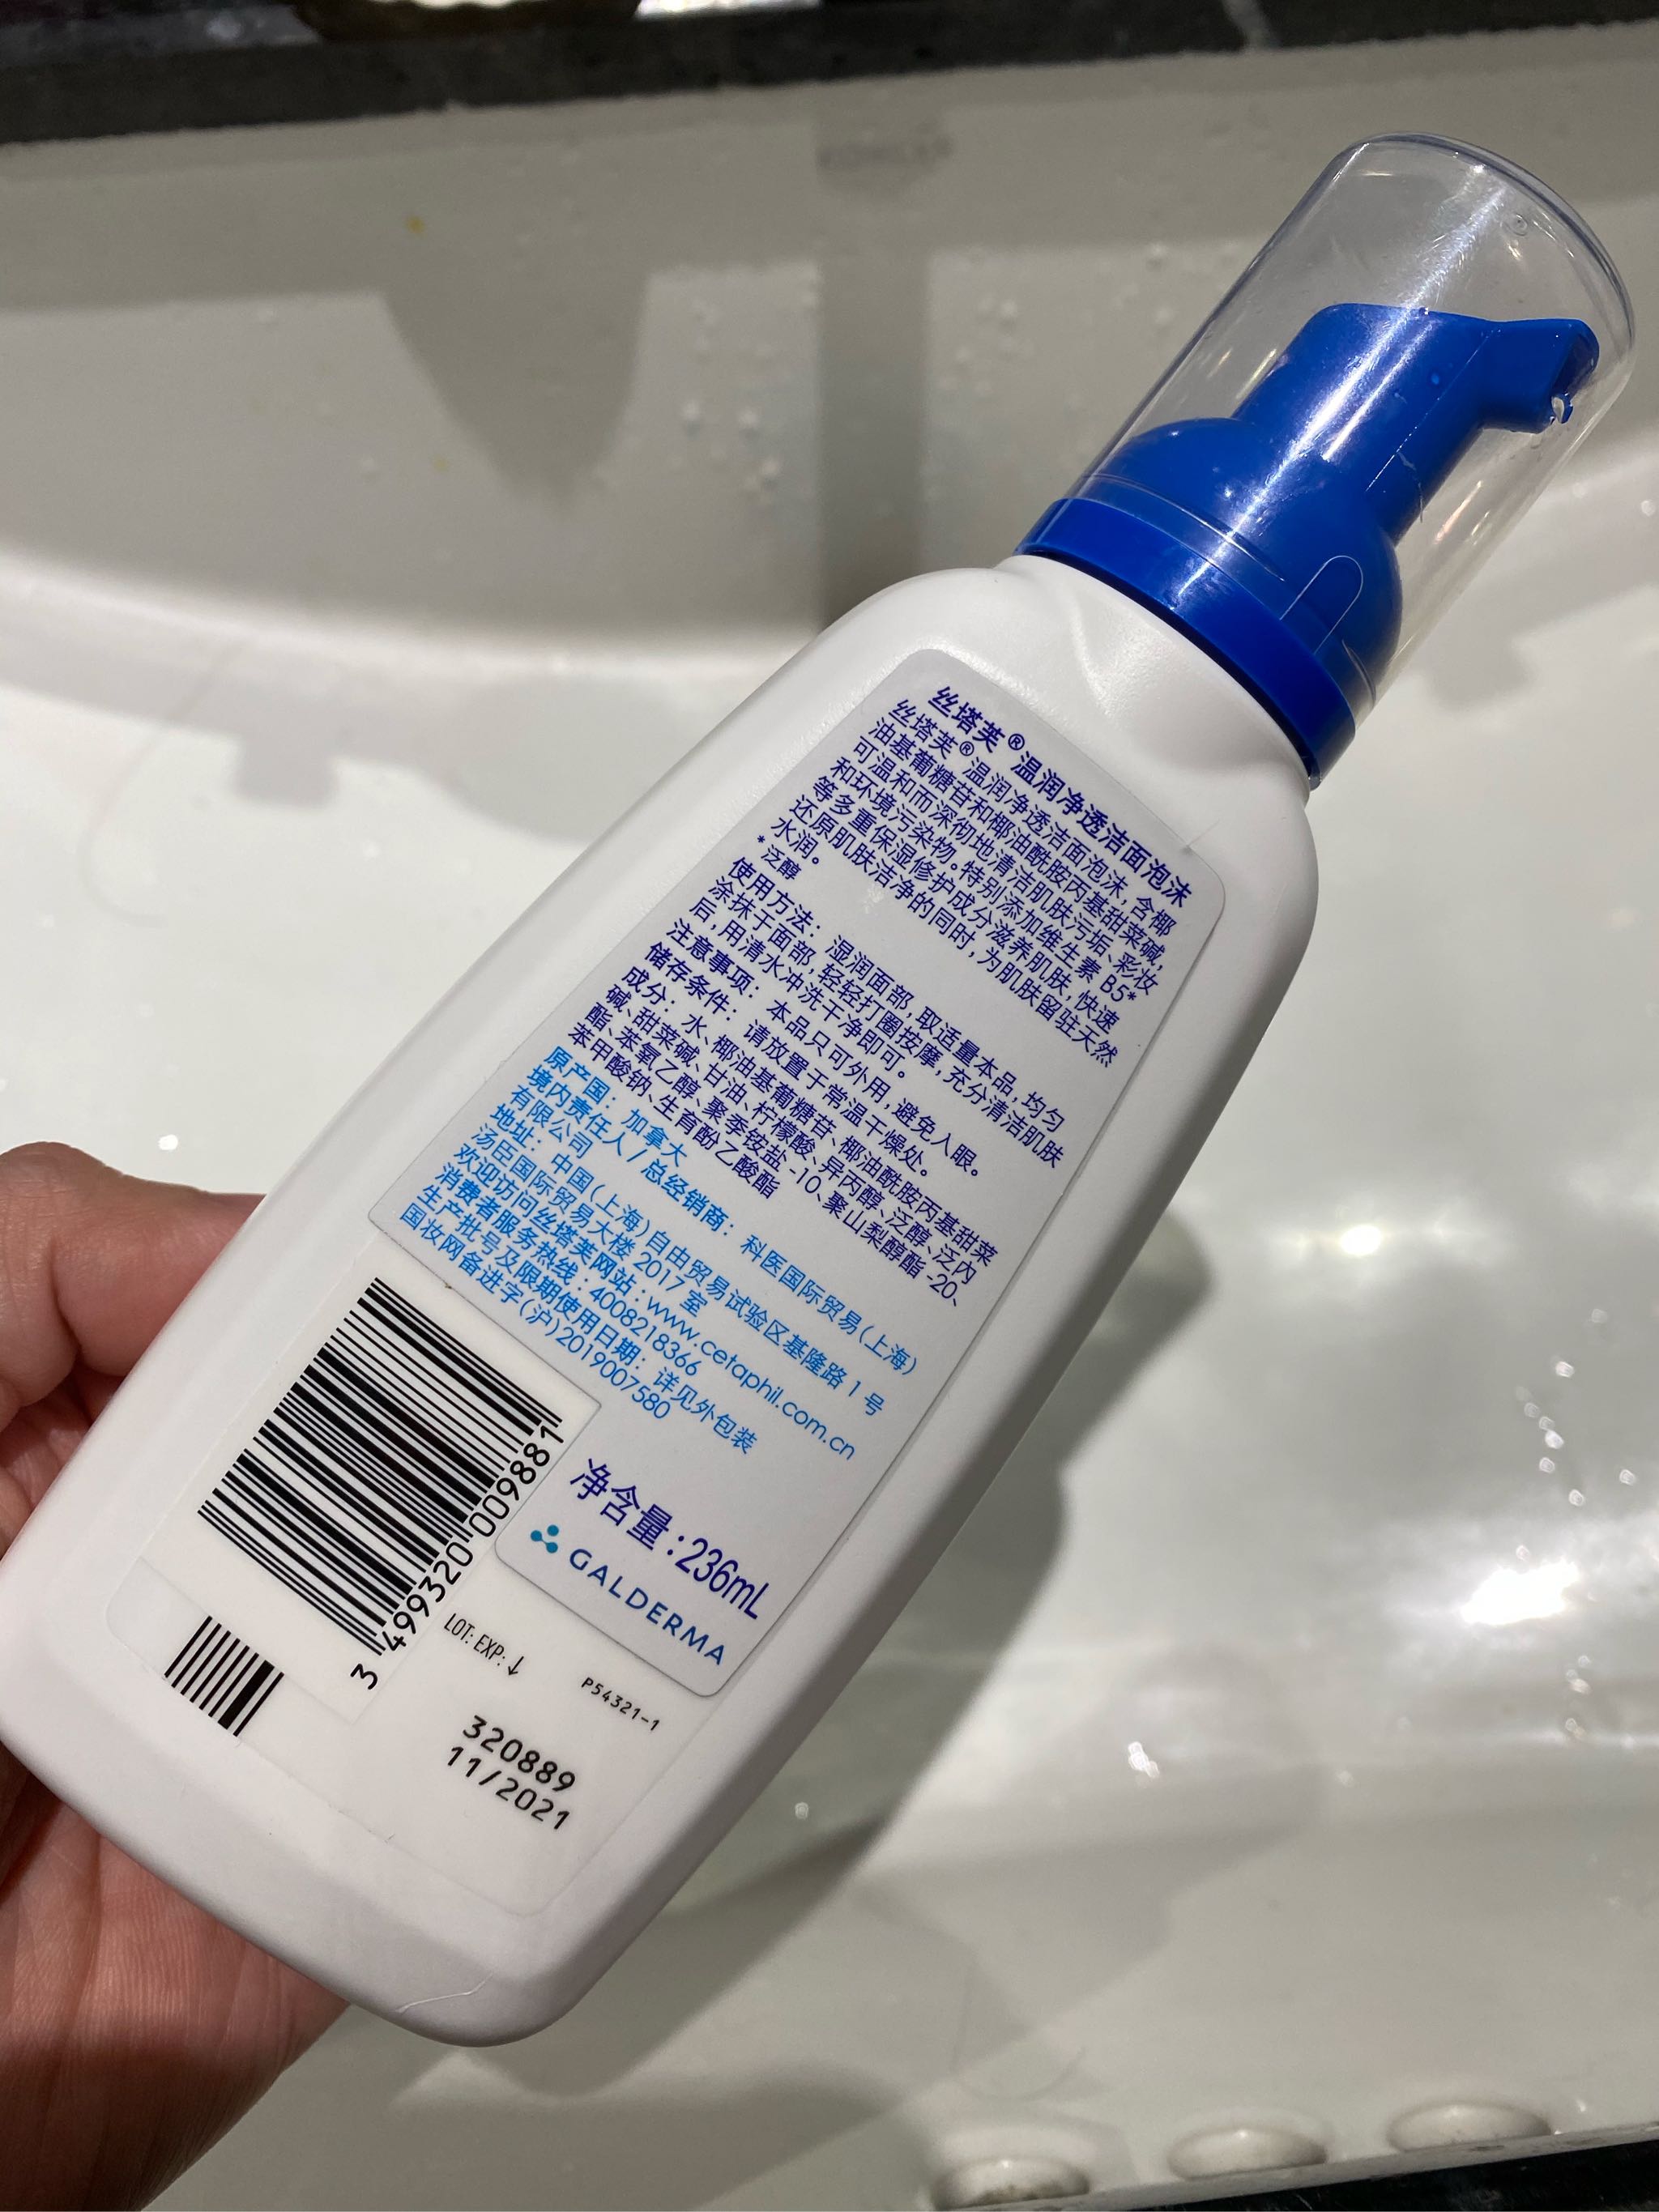 丝塔芙®温润净透洁面泡沫
丝塔芙®温润净透洁面泡沫,含椰
油基葡糖苷和椰油酰胺丙基甜菜碱,
可温和而深彻地清洁肌肤污垢、彩妆
和环境污染物。特别添加维生素B5*
等多重保湿修护成分滋养肌肤,快速
还原肌肤洁净的同时,为肌肤留驻天然
水润。
*泛醇
使用方法：湿润面部,取适量本品,均匀
涂抹于面部,轻轻打圈按摩,充分清洁肌肤
后,用清水冲洗干净即可。
注意事项：本品只可外用,避免入眼。
储存条件：请放置于常温干燥处。
成分：水、椰油基葡糖苷、椰油酰胺丙基甜菜
碱、甜菜碱、甘油、柠檬酸、异丙醇、泛醇、泛内
酯、苯氧乙醇、聚季铵盐-10、聚山梨醇酯-20、
苯甲酸钠、生育酚乙酸酯
原产国：加拿大
境内责任人/总经销商：科医国际贸易(上海)
有限公司
地址：中国(上海)自由贸易试验区基隆路1号
汤臣国际贸易大楼2017室
欢迎访问丝塔芙网站：www.cetaphil.com.cn
消费者服务热线：4008218366
生产批号及限期使用日期：详见外包装
国妆网备进字(沪)2019007580
净含量:236mL
GALDERMA
3 499320 009881
LOT: EXP:↓
P54321-1
320889
11/2021